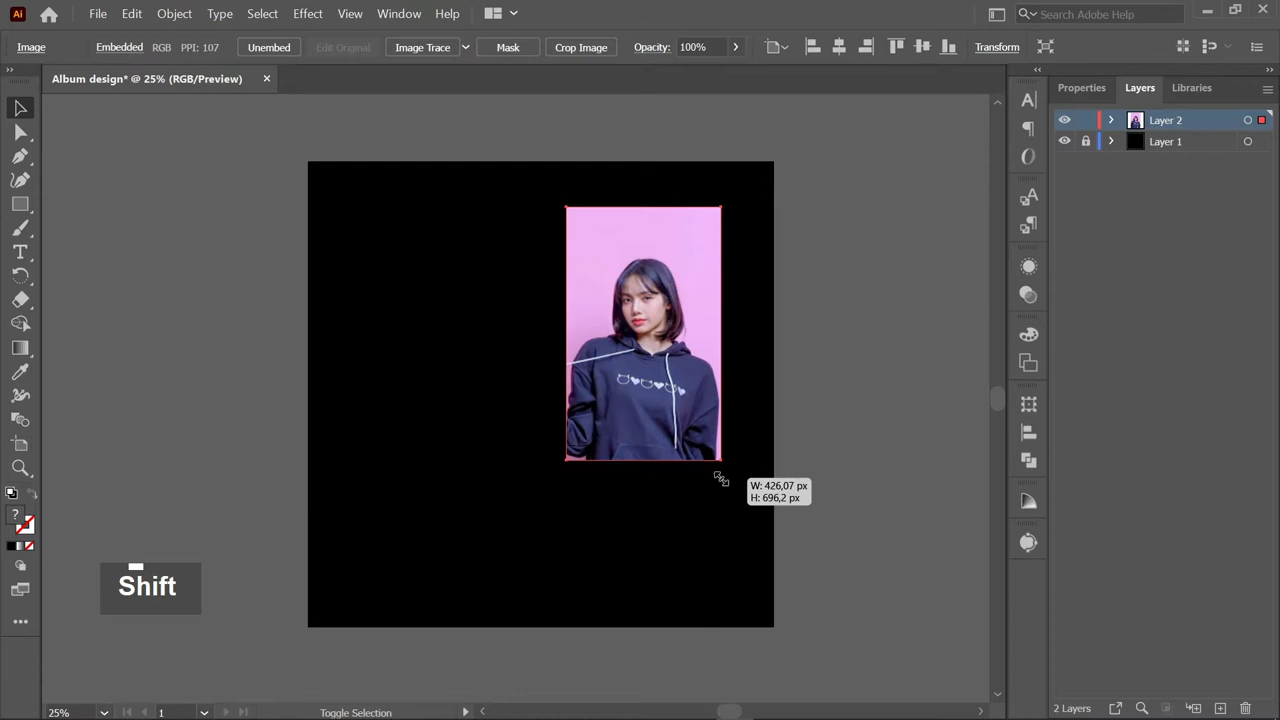 Ai File Edit Object Type Select Effect View Window Help Search Adobe Help
Image Embedded RGB PPI: 107 Unembed Edit Original Image Trace Mask Crop Image Opacity: 100% Transform
Album design* @ 25% (RGB/Preview)
Properties Layers Libraries
Layer 2
Layer 1
W: 426,07 px
H: 696,2 px
Shift
25% 1 Toggle Selection
2 Layers